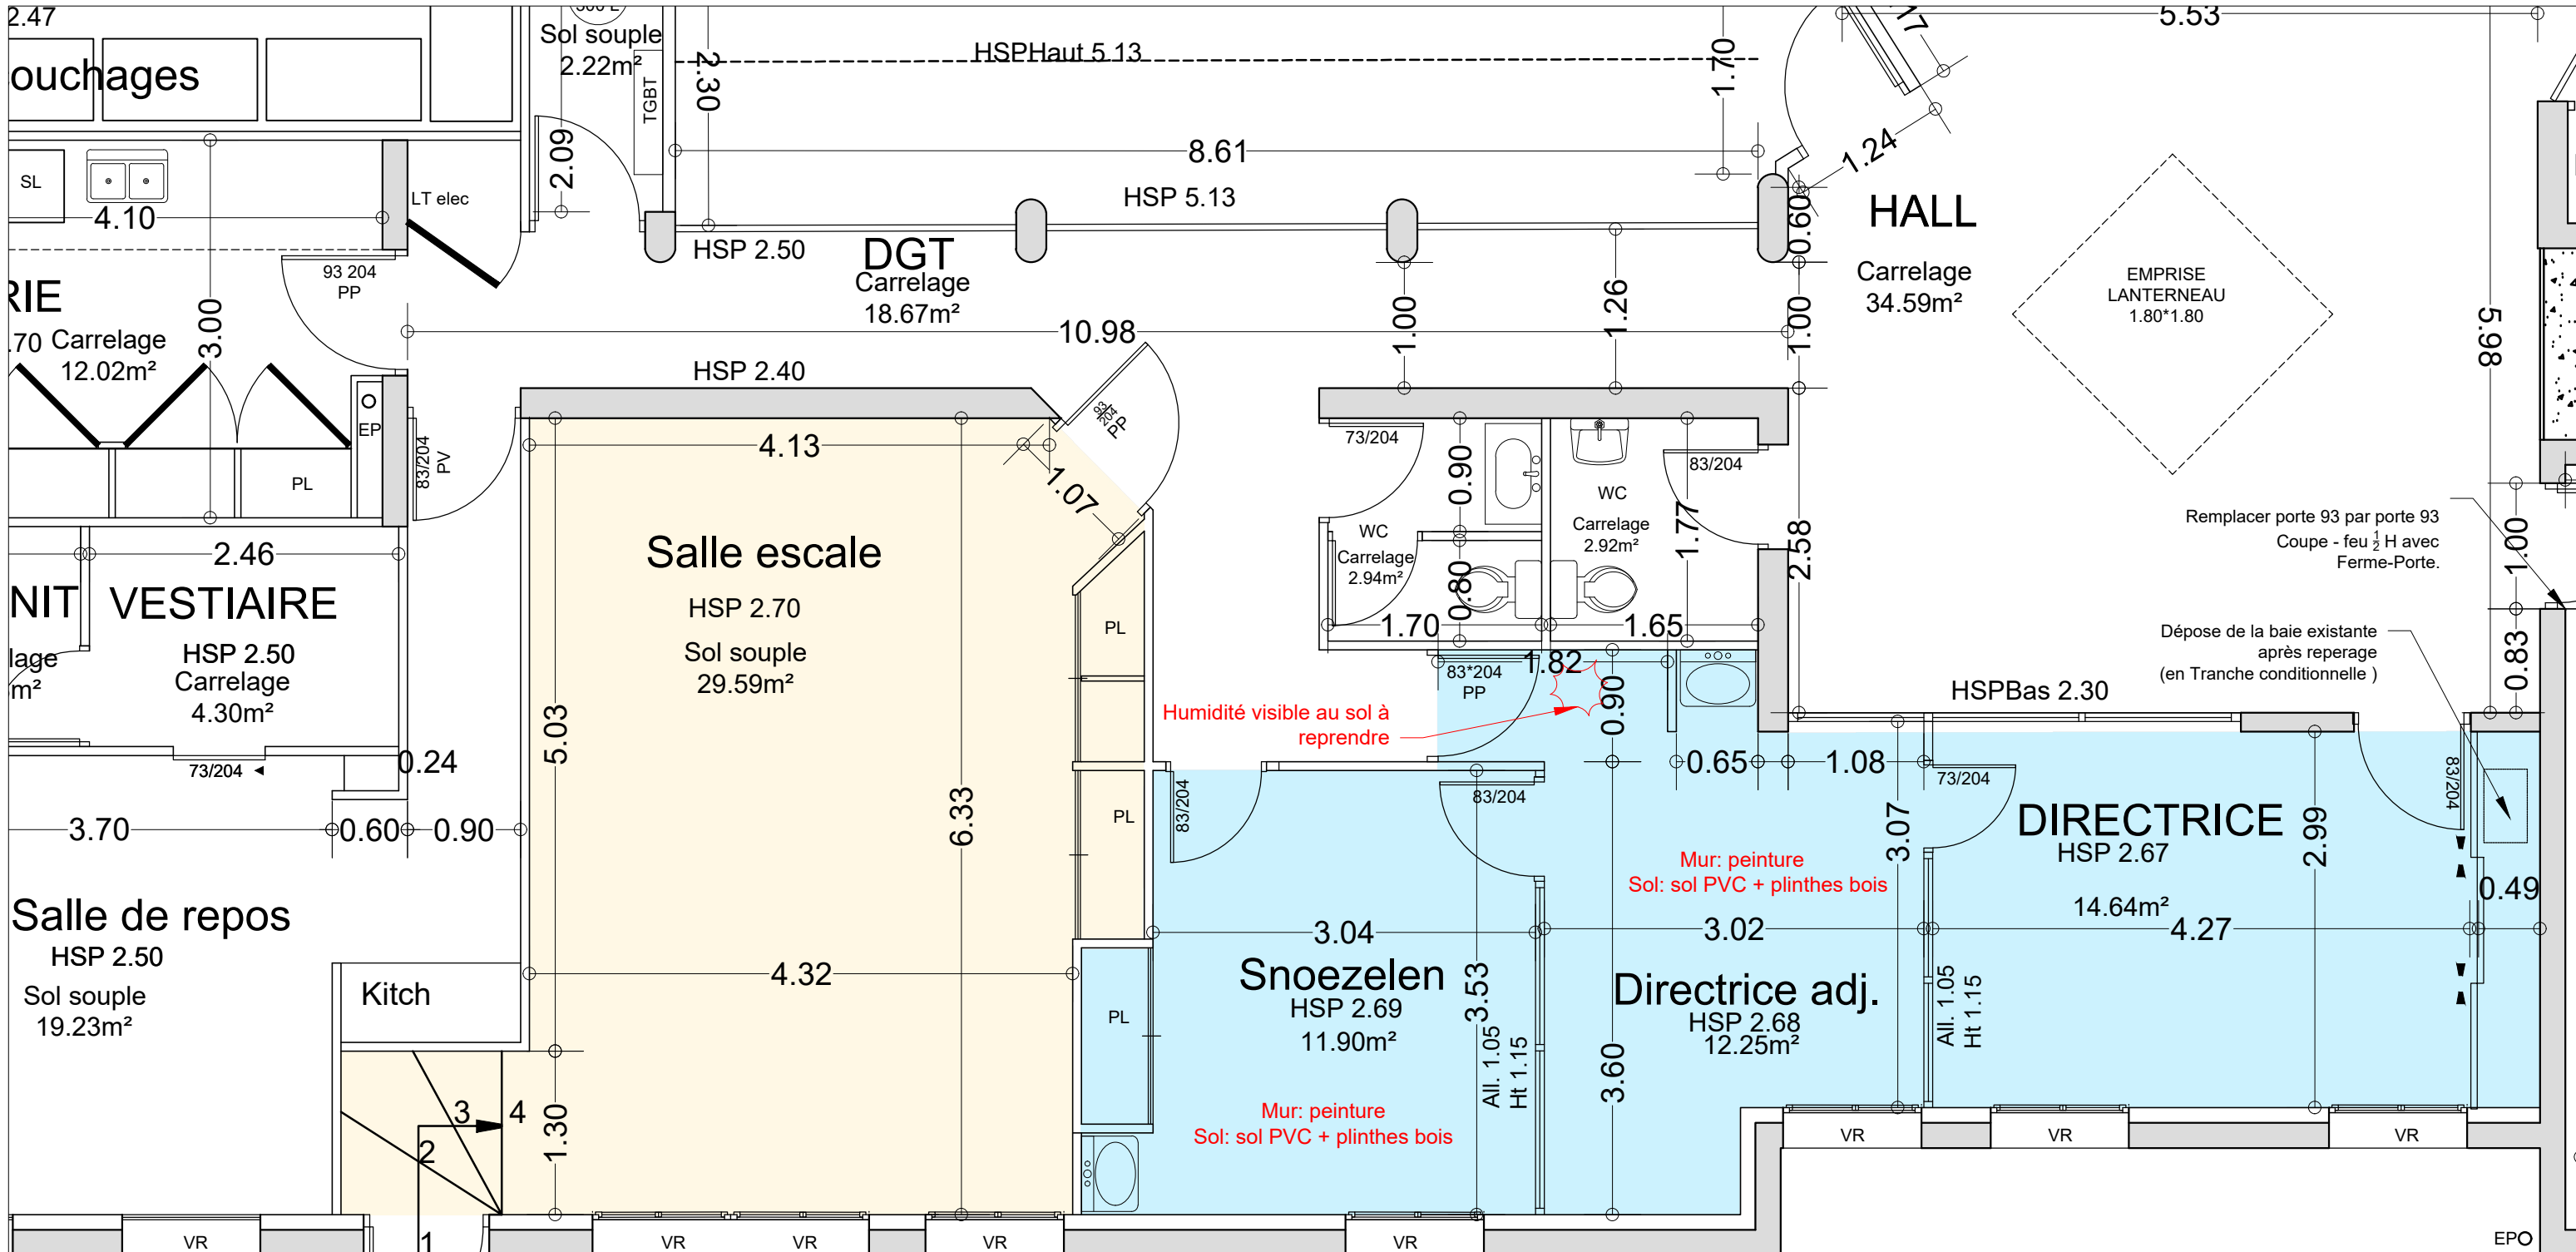 2.47
ouchages
SL
4.10
LT elec
93 204
PP
RIE
.70 Carrelage
12.02m²
3.00
EP
PL
83/204
PV
2.46
NIT
VESTIAIRE
HSP 2.50
Carrelage
4.30m²
lage
m²
73/204
0.24
3.70
0.60
0.90
Salle de repos
HSP 2.50
Sol souple
19.23m²
Kitch
1
2
3
4
VR
Sol souple
2.22m²
TGBT
2.09
2.30
HSPHaut 5.13
8.61
HSP 5.13
1.70
HSP 2.50
DGT
Carrelage
18.67m²
10.98
HSP 2.40
1.00
1.26
0.60
1.00
4.13
1.07
93
204
PP
Salle escale
HSP 2.70
Sol souple
29.59m²
5.03
6.33
4.32
1.30
PL
PL
PL
VR
VR
VR
73/204
0.90
WC
Carrelage
2.94m²
0.80
1.70
WC
Carrelage
2.92m²
1.77
83/204
1.65
2.58
83*204
PP
1.82
0.90
Humidité visible au sol à
reprendre
83/204
83/204
0.65
1.08
3.04
Snoezelen
HSP 2.69
11.90m²
3.53
All. 1.05
Ht 1.15
Mur: peinture
Sol: sol PVC + plinthes bois
VR
Mur: peinture
Sol: sol PVC + plinthes bois
3.02
Directrice adj.
HSP 2.68
12.25m²
3.60
3.07
73/204
All. 1.05
Ht 1.15
DIRECTRICE
HSP 2.67
14.64m²
4.27
2.99
83/204
0.49
VR
VR
VR
5.53
17
1.24
HALL
Carrelage
34.59m²
EMPRISE
LANTERNEAU
1.80*1.80
5.98
Remplacer porte 93 par porte 93
Coupe - feu ½ H avec
Ferme-Porte.
1.00
0.83
Dépose de la baie existante
après reperage
(en Tranche conditionnelle )
HSPBas 2.30
EP